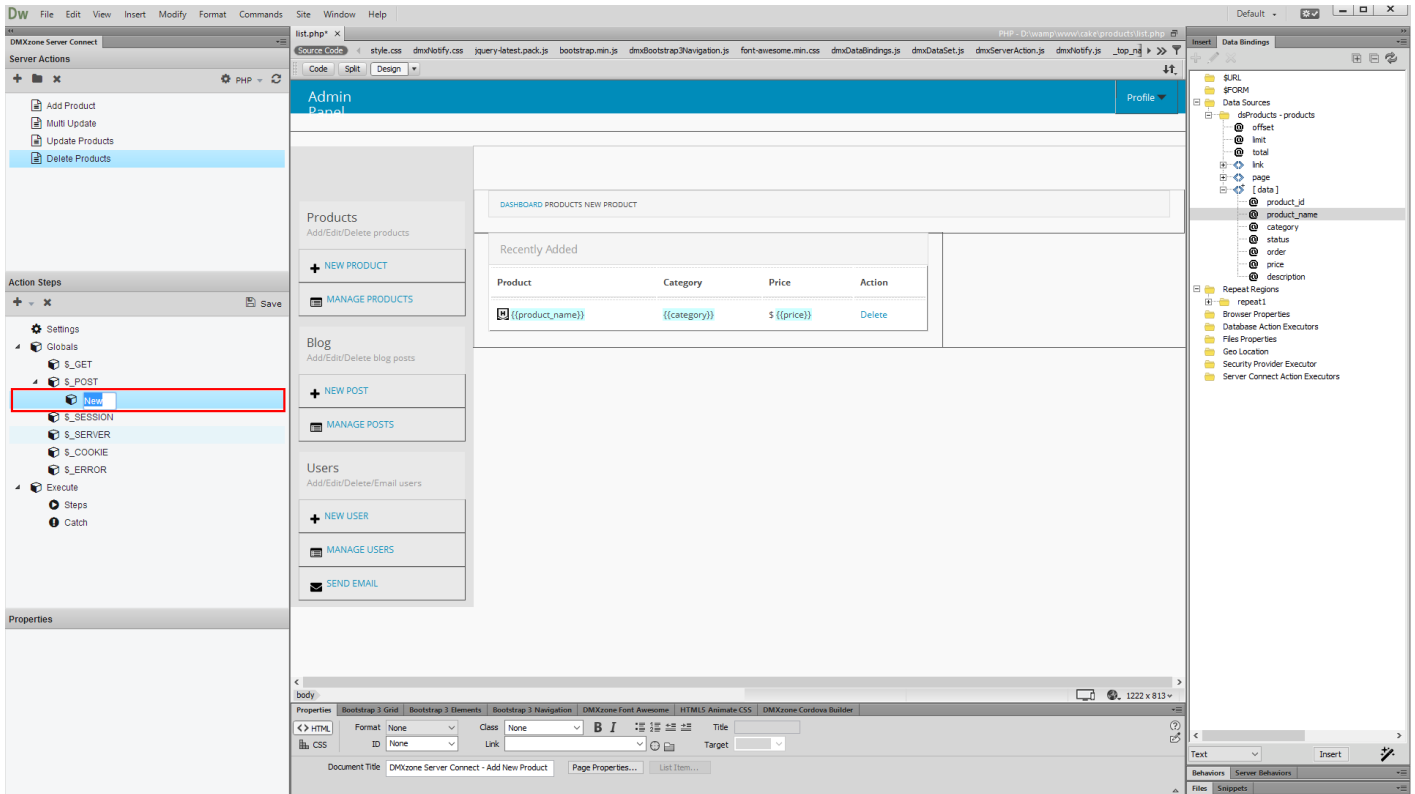 Dw File Edit View Insert Modify Format Commands Site Window Help
Default
DMXzone Server Connect
Server Actions
PHP
Add Product
Multi Update
Update Products
Delete Products
Action Steps
Save
Settings
Globals
$_GET
$_POST
New
$_SESSION
$_SERVER
$_COOKIE
$_ERROR
Execute
Steps
Catch
Properties
list.php* PHP - D:\wamp\www\cake\products\list.php
Source Code style.css dmxNotify.css jquery-latest.pack.js bootstrap.min.js dmxBootstrap3Navigation.js font-awesome.min.css dmxDataBindings.js dmxDataSet.js dmxServerAction.js dmxNotify.js _top_na
Code Split Design
Admin
Panel
Profile
DASHBOARD PRODUCTS NEW PRODUCT
Products
Add/Edit/Delete products
NEW PRODUCT
MANAGE PRODUCTS
Blog
Add/Edit/Delete blog posts
NEW POST
MANAGE POSTS
Users
Add/Edit/Delete/Email users
NEW USER
MANAGE USERS
SEND EMAIL
Recently Added
Product Category Price Action
{{product_name}} {{category}} $ {{price}} Delete
body
1222 x 813
Properties Bootstrap 3 Grid Bootstrap 3 Elements Bootstrap 3 Navigation DMXzone Font Awesome HTML5 Animate CSS DMXzone Cordova Builder
<> HTML Format None Class None B I Title
CSS ID None Link Target
Document Title DMXzone Server Connect - Add New Product Page Properties... List Item...
Insert Data Bindings
$URL
$FORM
Data Sources
dsProducts - products
offset
limit
total
link
page
[ data ]
product_id
product_name
category
status
order
price
description
Repeat Regions
repeat1
Browser Properties
Database Action Executors
Files Properties
Geo Location
Security Provider Executor
Server Connect Action Executors
Text Insert
Behaviors Server Behaviors
Files Snippets